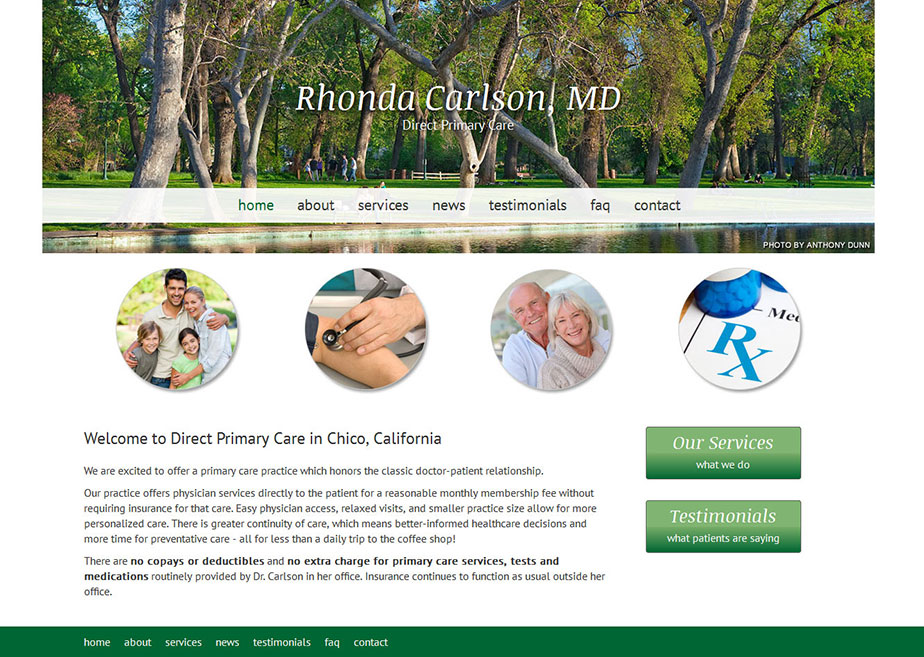 Rhonda Carlson, MD
Direct Primary Care
home about services news testimonials faq contact
PHOTO BY ANTHONY DUNN
Rx
Welcome to Direct Primary Care in Chico, California
We are excited to offer a primary care practice which honors the classic doctor-patient relationship.
Our practice offers physician services directly to the patient for a reasonable monthly membership fee without
requiring insurance for that care. Easy physician access, relaxed visits, and smaller practice size allow for more
personalized care. There is greater continuity of care, which means better-informed healthcare decisions and
more time for preventative care - all for less than a daily trip to the coffee shop!
There are no copays or deductibles and no extra charge for primary care services, tests and
medications routinely provided by Dr. Carlson in her office. Insurance continues to function as usual outside her
office.
Our Services
what we do
Testimonials
what patients are saying
home about services news testimonials faq contact